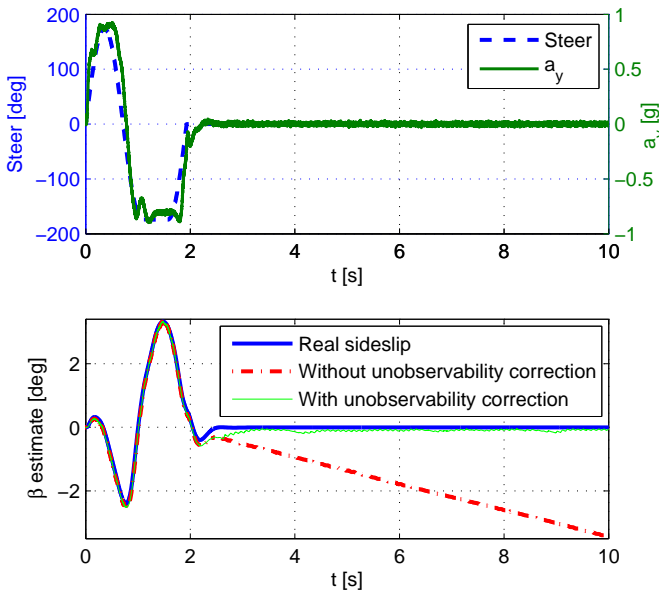 200
100
0
−100
−200
1
0.5
0
−0.5
−1
0
2
4
6
8
10
Steer [deg]
t [s]
Steer
a_y
2
0
−2
0
2
4
6
8
10
β estimate [deg]
t [s]
Real sideslip
Without unobservability correction
With unobservability correction